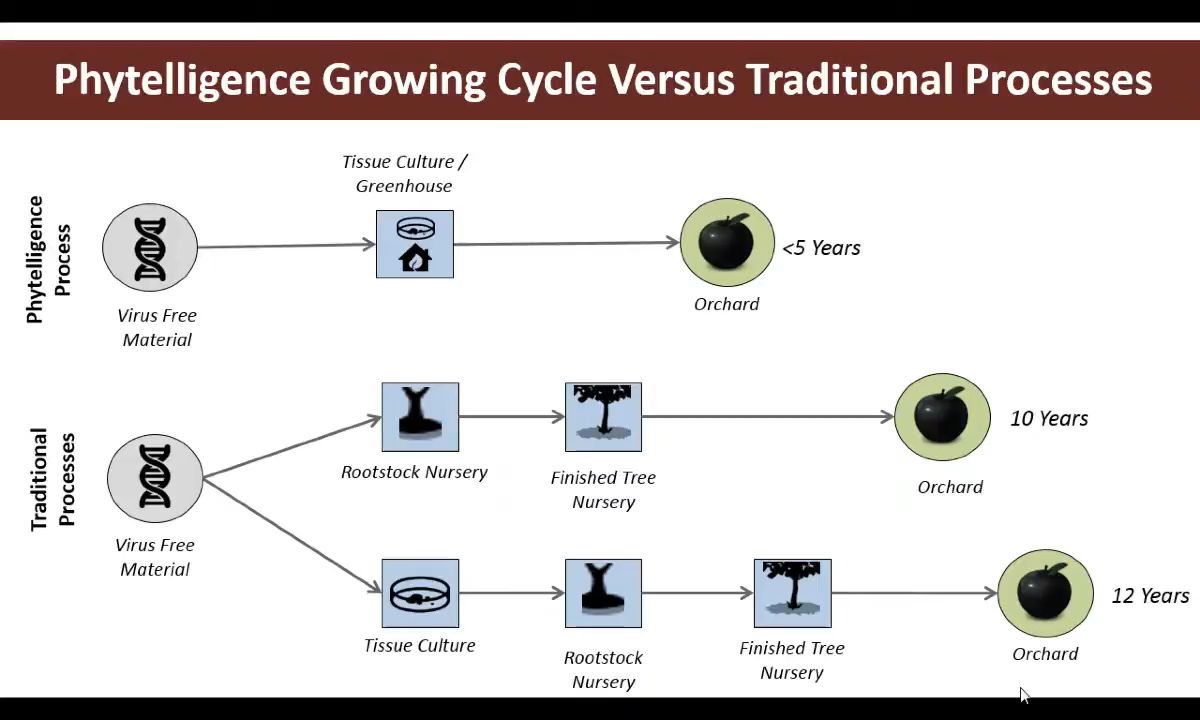 Phytelligence Growing Cycle Versus Traditional Processes
Phytelligence
Process
Tissue Culture /
Greenhouse
Virus Free
Material
Orchard
<5 Years
Traditional
Processes
Virus Free
Material
Rootstock Nursery
Finished Tree
Nursery
Orchard
10 Years
Tissue Culture
Rootstock
Nursery
Finished Tree
Nursery
Orchard
12 Years